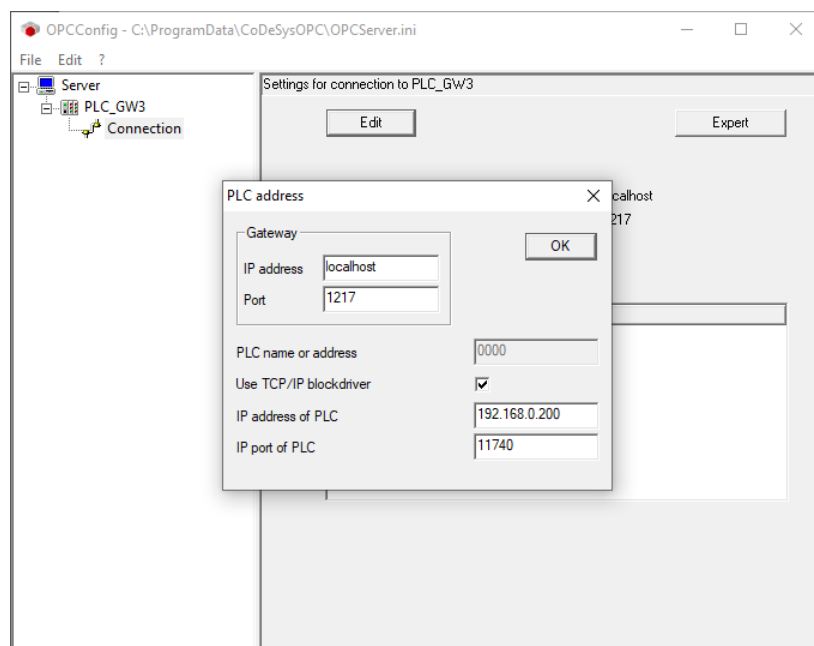 OPCConfig - C:\ProgramData\CoDeSysOPC\OPCServer.ini
File Edit ?
Server
PLC_GW3
Connection
Settings for connection to PLC_GW3
Edit
Expert
calhost
217
PLC address
Gateway
IP address localhost
Port 1217
OK
PLC name or address 0000
Use TCP/IP blockdriver
IP address of PLC 192.168.0.200
IP port of PLC 11740